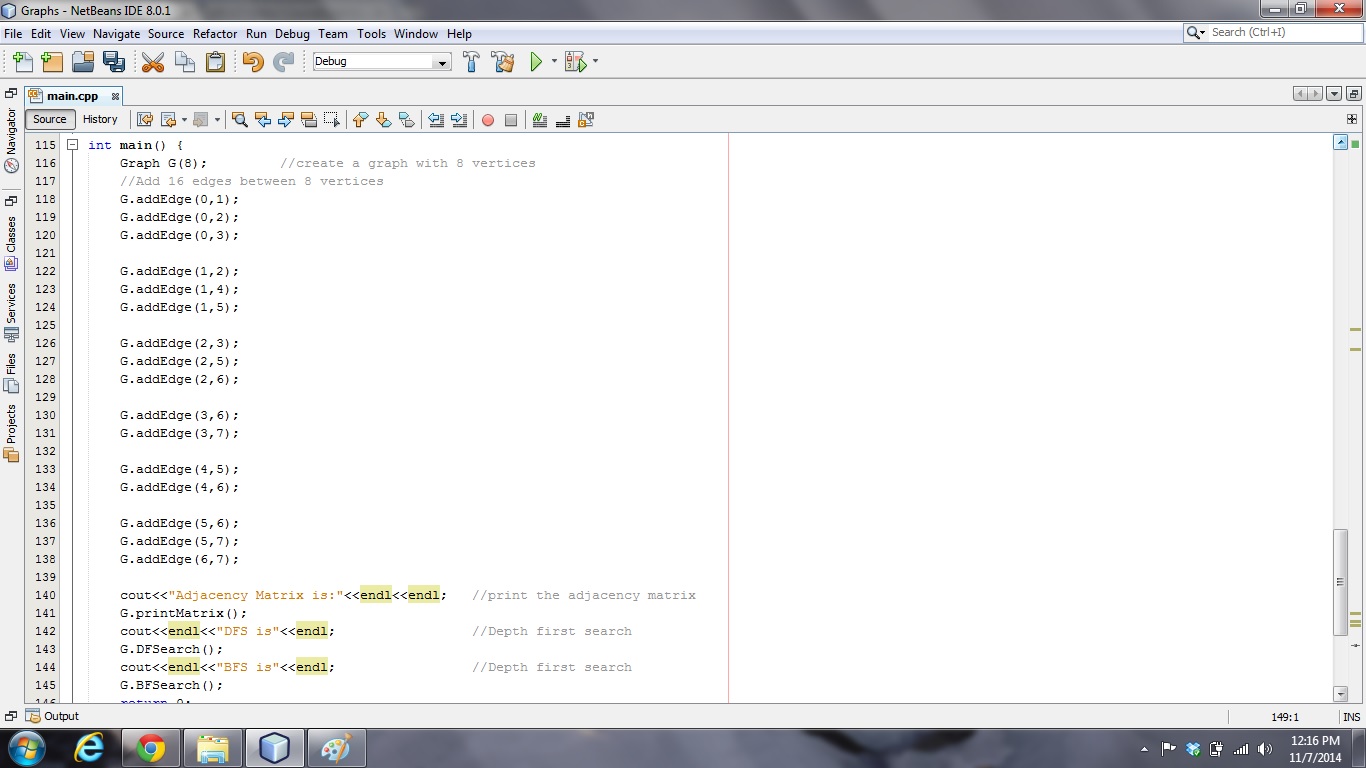 Graphs - NetBeans IDE 8.0.1
File Edit View Navigate Source Refactor Run Debug Team Tools Window Help
Search (Ctrl+I)
Debug
main.cpp
Source History
Navigator
Classes
Services
Files
Projects
115 int main() {
116 Graph G(8); //create a graph with 8 vertices
117 //Add 16 edges between 8 vertices
118 G.addEdge(0,1);
119 G.addEdge(0,2);
120 G.addEdge(0,3);
121
122 G.addEdge(1,2);
123 G.addEdge(1,4);
124 G.addEdge(1,5);
125
126 G.addEdge(2,3);
127 G.addEdge(2,5);
128 G.addEdge(2,6);
129
130 G.addEdge(3,6);
131 G.addEdge(3,7);
132
133 G.addEdge(4,5);
134 G.addEdge(4,6);
135
136 G.addEdge(5,6);
137 G.addEdge(5,7);
138 G.addEdge(6,7);
139
140 cout<<"Adjacency Matrix is:"<<endl<<endl; //print the adjacency matrix
141 G.printMatrix();
142 cout<<endl<<"DFS is"<<endl; //Depth first search
143 G.DFSearch();
144 cout<<endl<<"BFS is"<<endl; //Depth first search
145 G.BFSearch();
146 return 0;
Output
149:1 INS
12:16 PM
11/7/2014